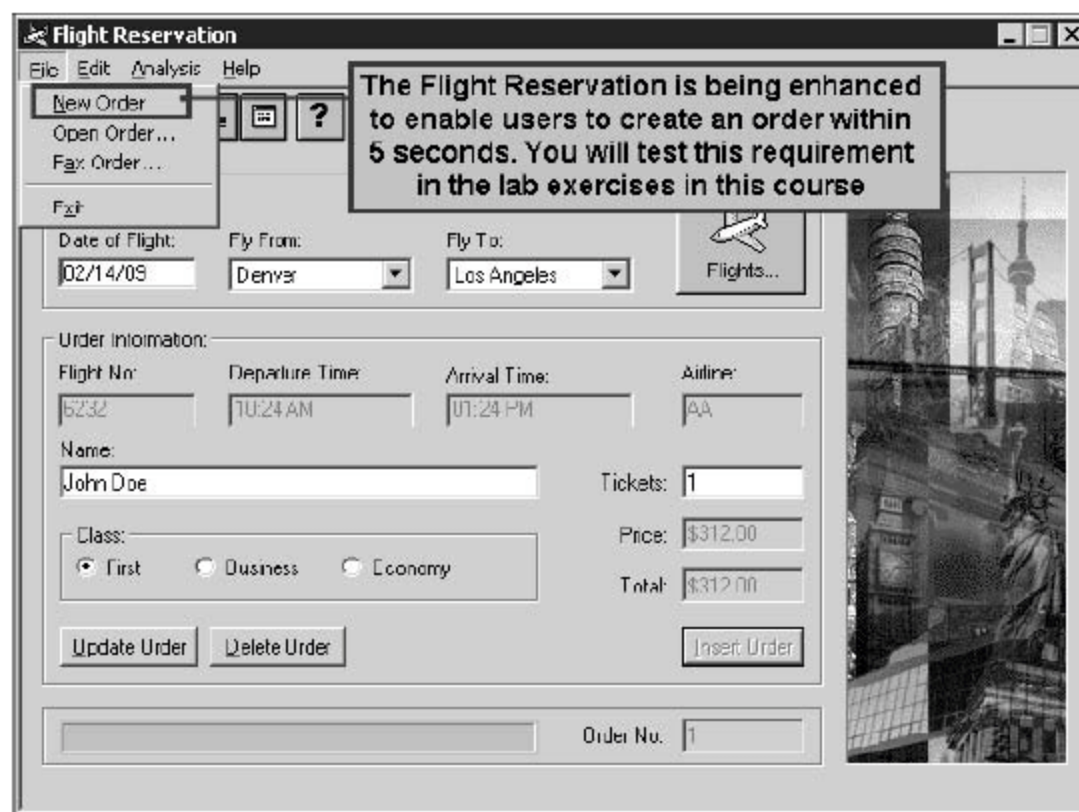 Flight Reservation
File Edit Analysis Help
New Order
Open Order...
Fax Order...
Exit
The Flight Reservation is being enhanced
to enable users to create an order within
5 seconds. You will test this requirement
in the lab exercises in this course
?
Date of Flight: Fly From: Fly To:
02/14/09 Denver Los Angeles Flights...
Order Information:
Flight No: Departure Time: Arrival Time: Airline:
6232 10:24 AM 01:24 PM AA
Name:
John Doe Tickets: 1
Class: Price: $312.00
First Business Economy
Total: $312.00
Update Order Delete Order Insert Order
Order No. 1